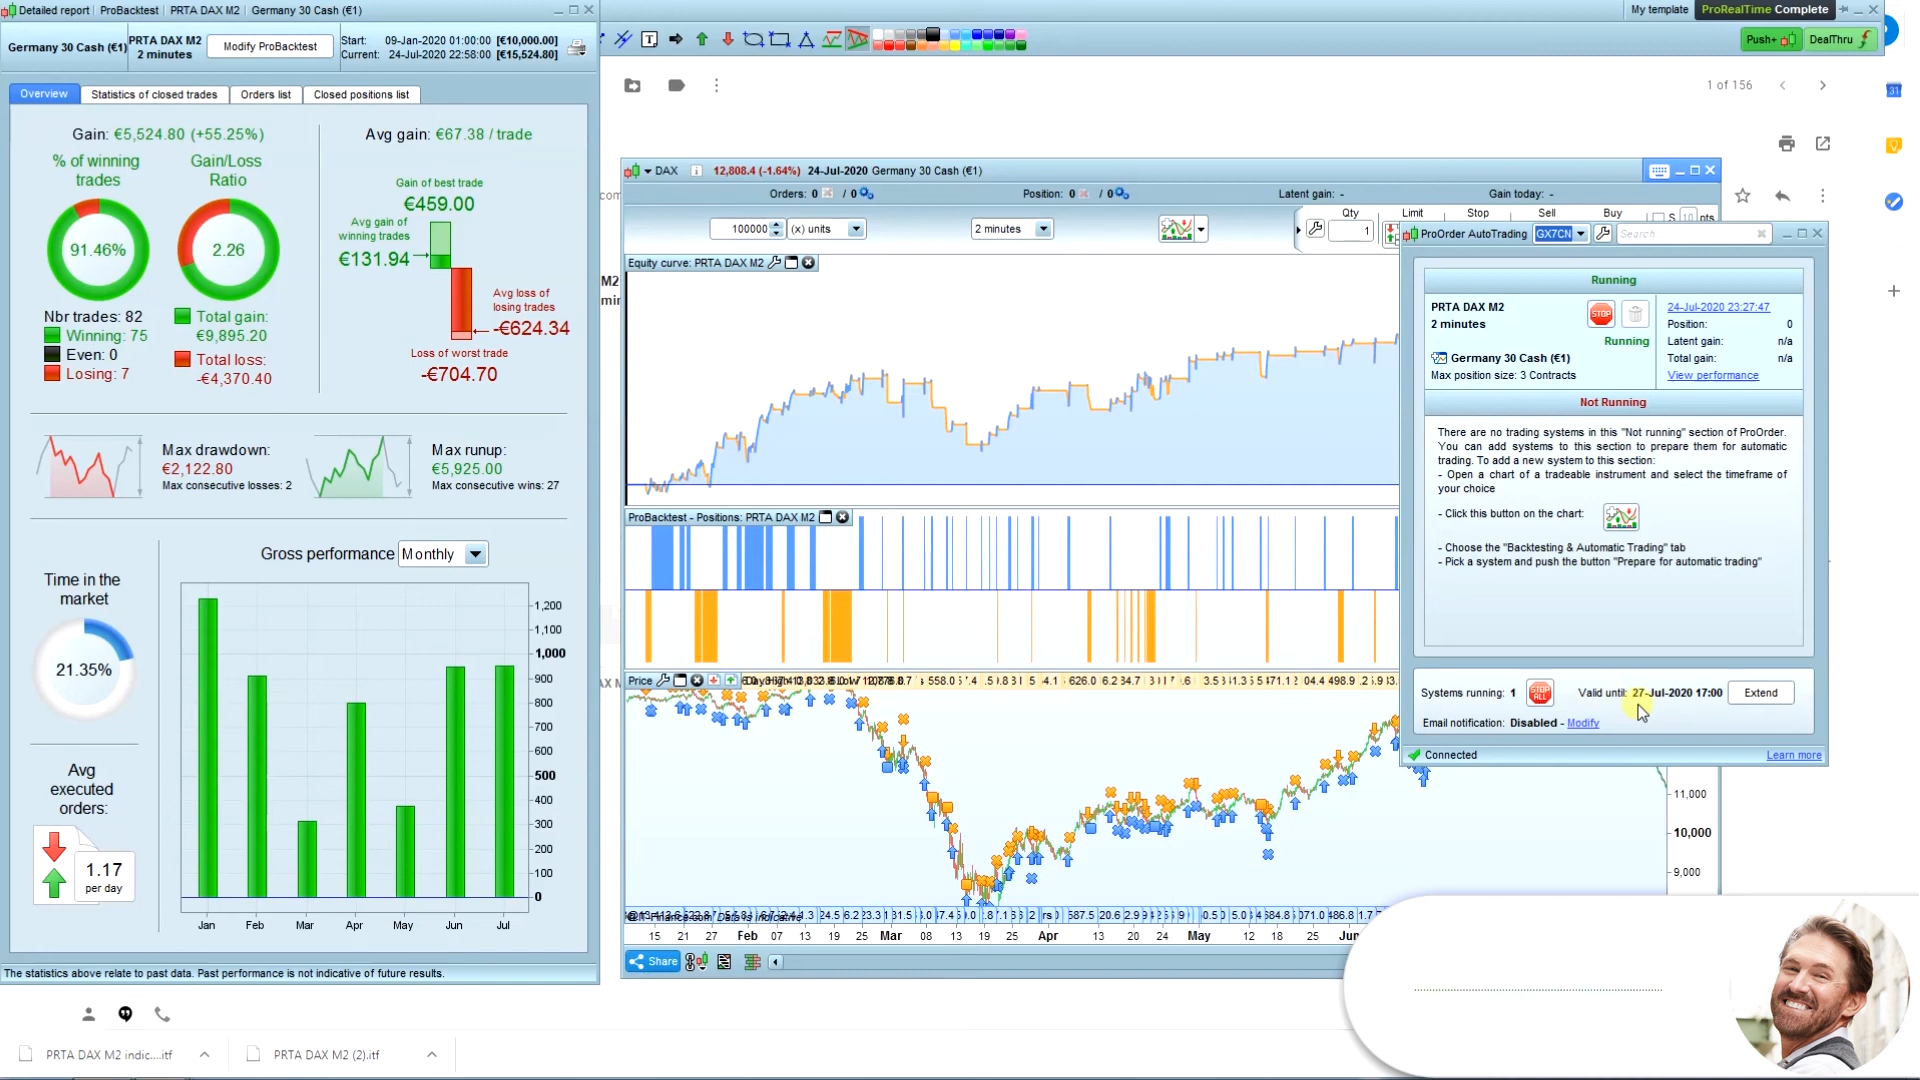 Detailed report | ProBacktest | PRTA DAX M2 | Germany 30 Cash (€1)
Germany 30 Cash (€1)
PRTA DAX M2
2 minutes
Modify ProBacktest
Start: 09-Jan-2020 01:00:00 [€10,000.00]
Current: 24-Jul-2020 22:58:00 [€15,524.80]
Overview
Statistics of closed trades
Orders list
Closed positions list
Gain: €5,524.80 (+55.25%)
% of winning trades
Gain/Loss Ratio
91.46%
2.26
Nbr trades: 82
Winning: 75
Even: 0
Losing: 7
Total gain:
€9,895.20
Total loss:
-€4,370.40
Avg gain: €67.38 / trade
Gain of best trade
€459.00
Avg gain of
winning trades
€131.94
Avg loss of
losing trades
-€624.34
Loss of worst trade
-€704.70
Max drawdown:
€2,122.80
Max consecutive losses: 2
Max runup:
€5,925.00
Max consecutive wins: 27
Time in the
market
21.35%
Avg
executed
orders:
1.17
per day
Gross performance Monthly
1,200
1,100
1,000
900
800
700
600
500
400
300
200
100
0
Jan Feb Mar Apr May Jun Jul
The statistics above relate to past data. Past performance is not indicative of future results.
PRTA DAX M2 indic....itf
PRTA DAX M2 (2).itf
My template
ProRealTime Complete
Push+
DealThru
1 of 156
31
DAX
12,808.4 (-1.64%) 24-Jul-2020 Germany 30 Cash (€1)
Orders: 0 / 0
Position: 0 / 0
Latent gain: -
Gain today: -
100000 (x) units
2 minutes
Qty
1
Limit
Stop
Sell
Buy
S
10
pts
Equity curve: PRTA DAX M2
ProBacktest - Positions: PRTA DAX M2
Price
11,000
10,000
9,000
15 21 27 Feb 07 13 19 25 Mar 08 13 19 25 Apr 13 20 24 May 12 18 25
Share
ProOrder AutoTrading
GX7CN
Search
Running
PRTA DAX M2
2 minutes
STOP
Running
Germany 30 Cash (€1)
Max position size: 3 Contracts
24-Jul-2020 23:27:47
Position: 0
Latent gain: n/a
Total gain: n/a
View performance
Not Running
There are no trading systems in this "Not running" section of ProOrder.
You can add systems to this section to prepare them for automatic
trading. To add a new system to this section:
- Open a chart of a tradeable instrument and select the timeframe of
your choice
- Click this button on the chart:
- Choose the "Backtesting & Automatic Trading" tab
- Pick a system and push the button "Prepare for automatic trading"
Systems running: 1
STOP ALL
Valid until: 27-Jul-2020 17:00
Extend
Email notification: Disabled - Modify
Connected
Learn more